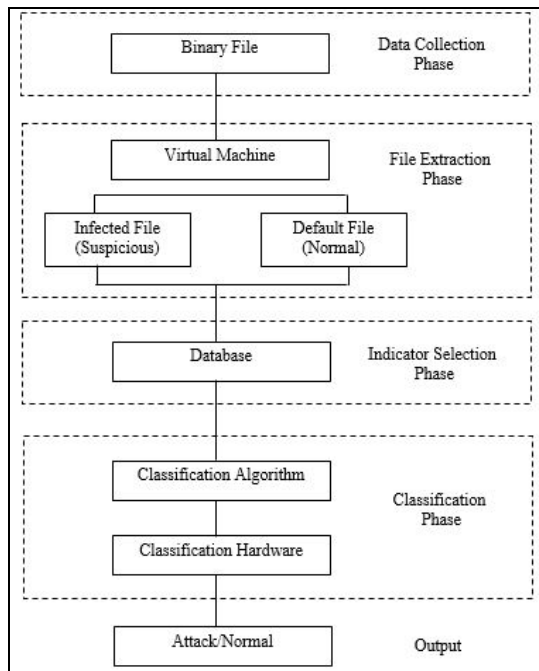 Binary File
Data Collection
Phase
Virtual Machine
File Extraction
Phase
Infected File
(Suspicious)
Default File
(Normal)
Database
Indicator Selection
Phase
Classification Algorithm
Classification
Phase
Classification Hardware
Attack/Normal
Output